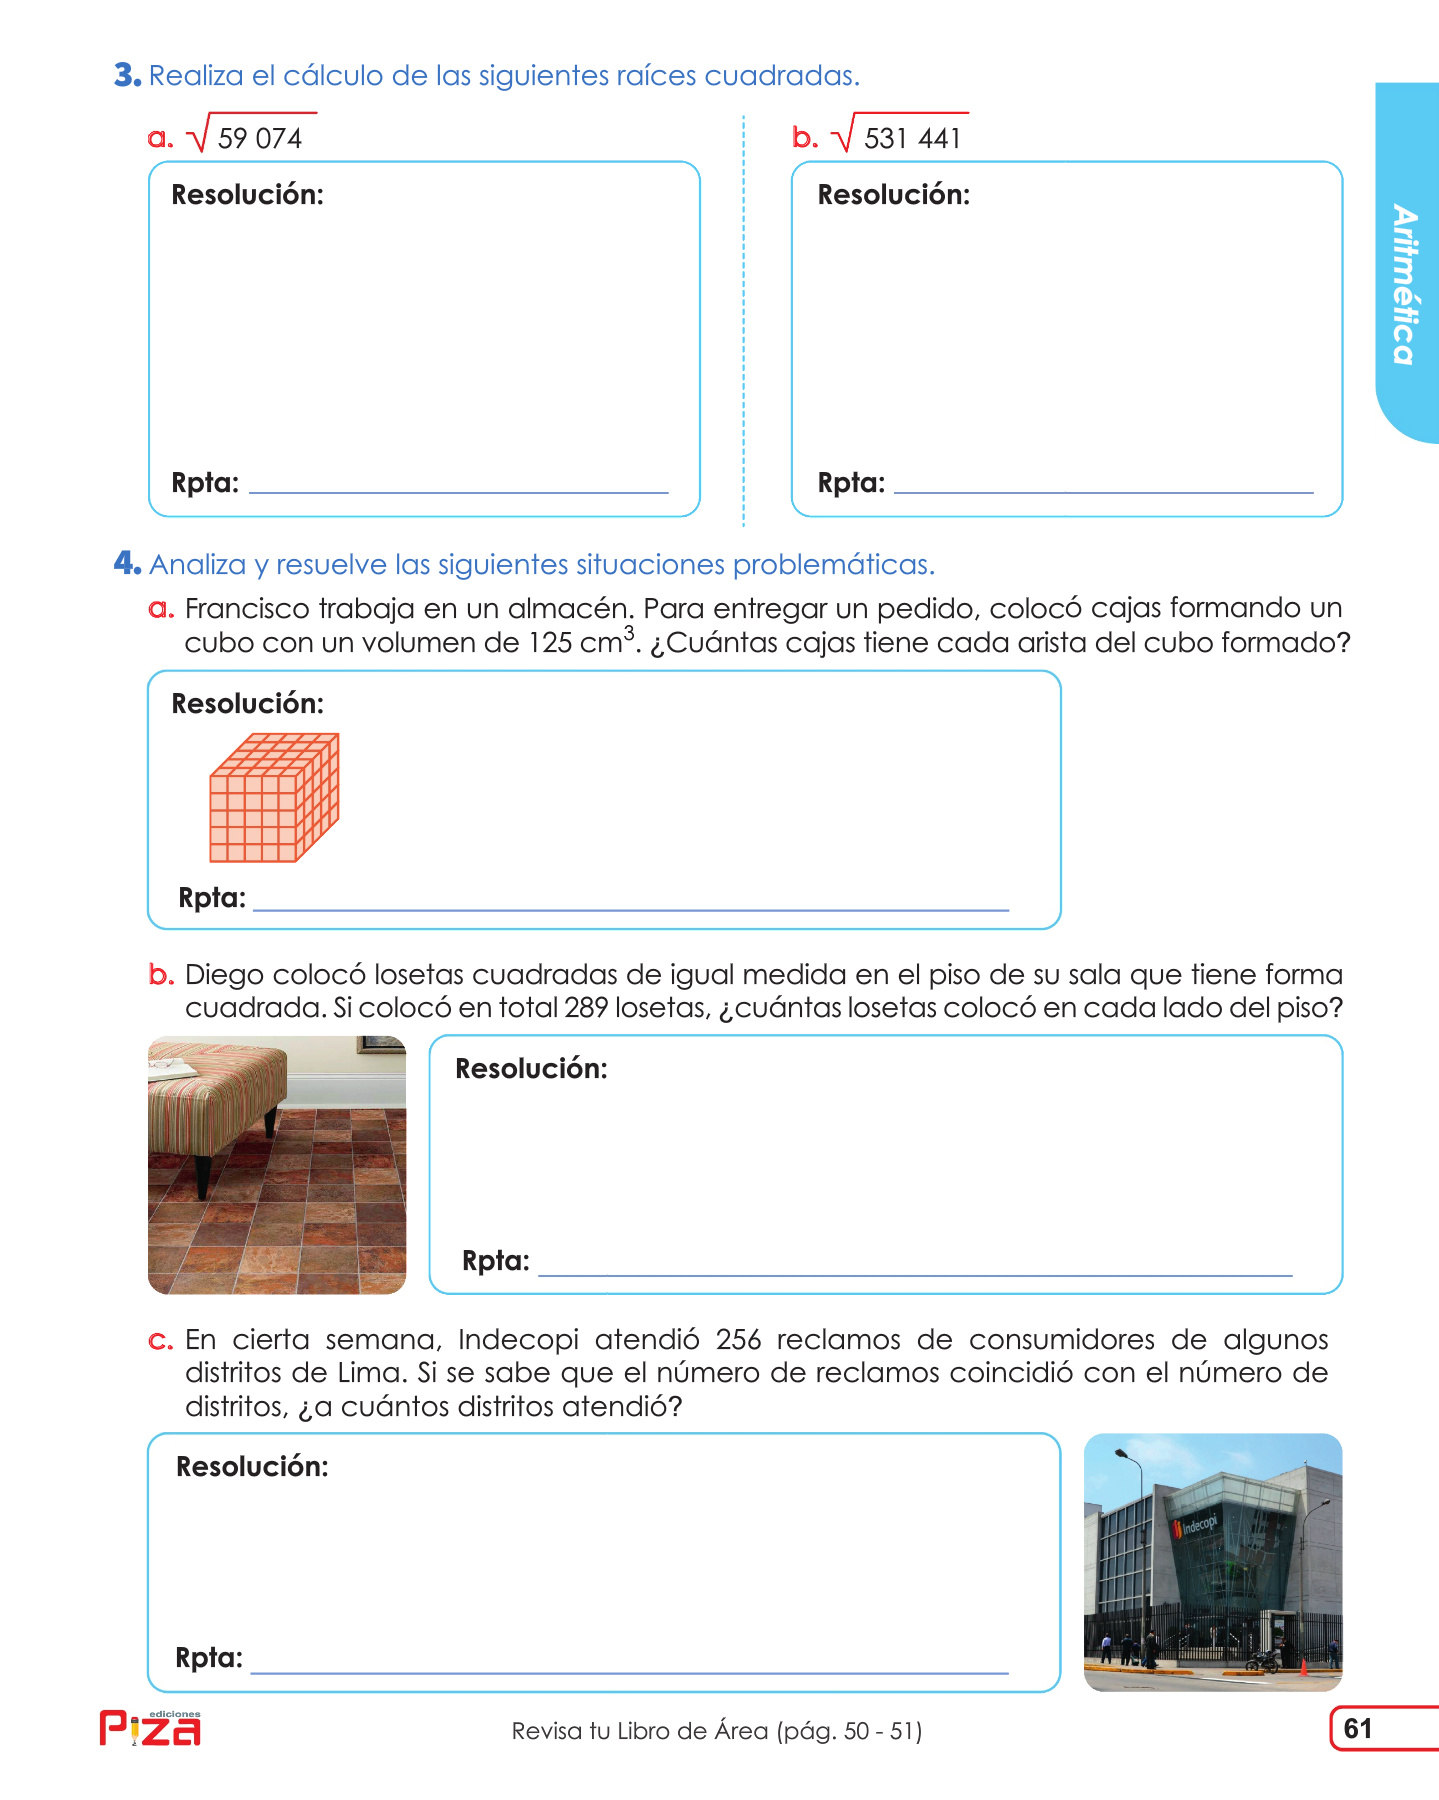 3. Realiza el cálculo de las siguientes raíces cuadradas.
a. √59 074
b. √531 441
Resolución:
Resolución:
Rpta:
Rpta:
Aritmética
4. Analiza y resuelve las siguientes situaciones problemáticas.
a. Francisco trabaja en un almacén. Para entregar un pedido, colocó cajas formando un
cubo con un volumen de 125 cm³. ¿Cuántas cajas tiene cada arista del cubo formado?
Resolución:
Rpta:
b. Diego colocó losetas cuadradas de igual medida en el piso de su sala que tiene forma
cuadrada. Si colocó en total 289 losetas, ¿cuántas losetas colocó en cada lado del piso?
Resolución:
Rpta:
c. En cierta semana, Indecopi atendió 256 reclamos de consumidores de algunos
distritos de Lima. Si se sabe que el número de reclamos coincidió con el número de
distritos, ¿a cuántos distritos atendió?
Resolución:
Indecopi
Rpta:
ediciones
Piza
Revisa tu Libro de Área (pág. 50 - 51)
61